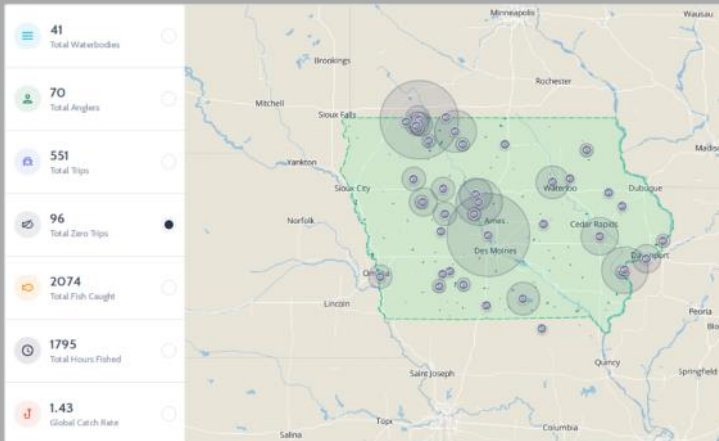 41
Total Waterbodies
70
Total Anglers
551
Total Trips
96
Total Zero Trips
2074
Total Fish Caught
1795
Total Hours Fished
1.43
Global Catch Rate
Minneapolis
Wausau
Brookings
Rochester
Mitchell
Sioux Falls
Yankton
Sioux City
Waterloo
Dubuque
Norfolk
Ames
Cedar Rapids
Des Moines
Lincoln
Peoria
Quincy
Saint Joseph
Springfield
Columbia
Salina